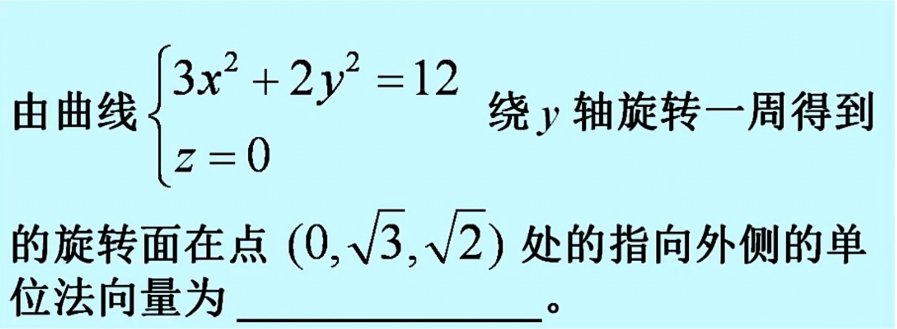 由曲线 { 3x² + 2y² = 12
z = 0 绕 y 轴旋转一周得到
的旋转面在点 (0,√3,√2) 处的指向外侧的单
位法向量为 ____________。